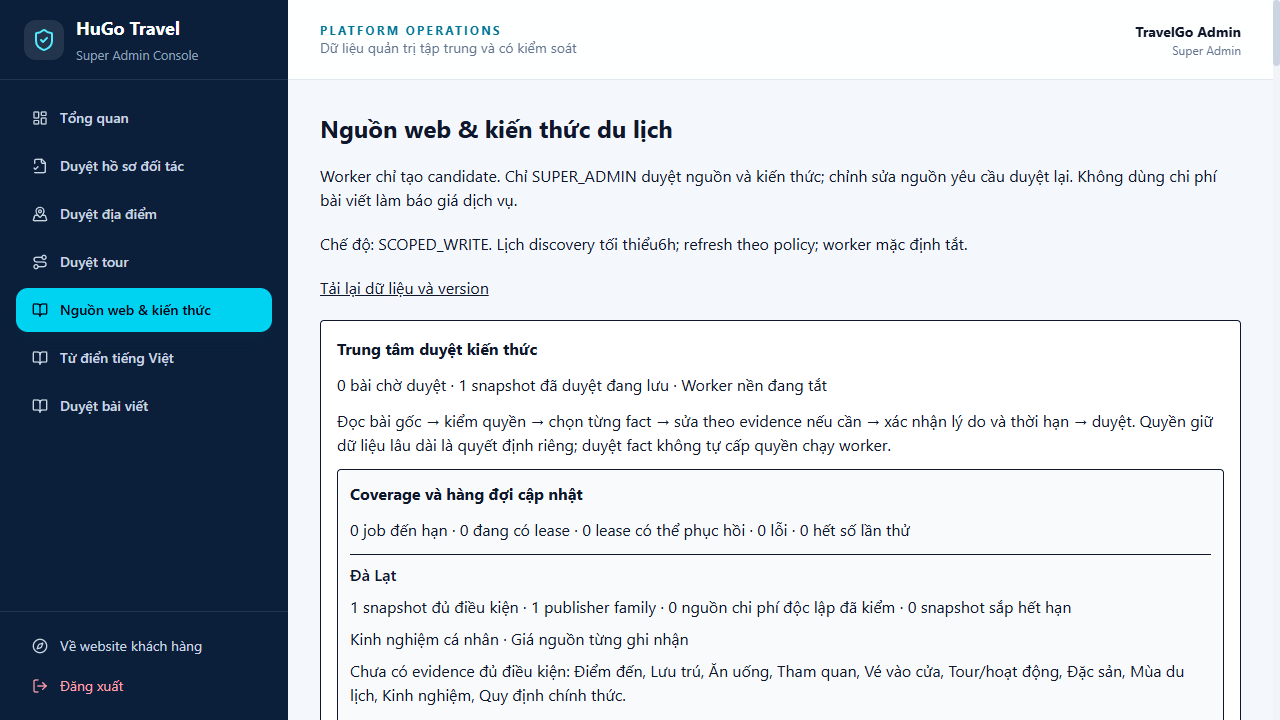 HuGo Travel
Super Admin Console
Tổng quan
Duyệt hồ sơ đối tác
Duyệt địa điểm
Duyệt tour
Nguồn web & kiến thức
Từ điển tiếng Việt
Duyệt bài viết
Về website khách hàng
Đăng xuất
PLATFORM OPERATIONS
Dữ liệu quản trị tập trung và có kiểm soát
TravelGo Admin
Super Admin
Nguồn web & kiến thức du lịch
Worker chỉ tạo candidate. Chỉ SUPER_ADMIN duyệt nguồn và kiến thức; chỉnh sửa nguồn yêu cầu duyệt lại. Không dùng chi phí
bài viết làm báo giá dịch vụ.
Chế độ: SCOPED_WRITE. Lịch discovery tối thiểu6h; refresh theo policy; worker mặc định tắt.
Tải lại dữ liệu và version
Trung tâm duyệt kiến thức
0 bài chờ duyệt · 1 snapshot đã duyệt đang lưu · Worker nền đang tắt
Đọc bài gốc → kiểm quyền → chọn từng fact → sửa theo evidence nếu cần → xác nhận lý do và thời hạn → duyệt. Quyền giữ
dữ liệu lâu dài là quyết định riêng; duyệt fact không tự cấp quyền chạy worker.
Coverage và hàng đợi cập nhật
0 job đến hạn · 0 đang có lease · 0 lease có thể phục hồi · 0 lỗi · 0 hết số lần thử
Đà Lạt
1 snapshot đủ điều kiện · 1 publisher family · 0 nguồn chi phí độc lập đã kiểm · 0 snapshot sắp hết hạn
Kinh nghiệm cá nhân · Giá nguồn từng ghi nhận
Chưa có evidence đủ điều kiện: Điểm đến, Lưu trú, Ăn uống, Tham quan, Vé vào cửa, Tour/hoạt động, Đặc sản, Mùa du
lịch, Kinh nghiệm, Quy định chính thức.